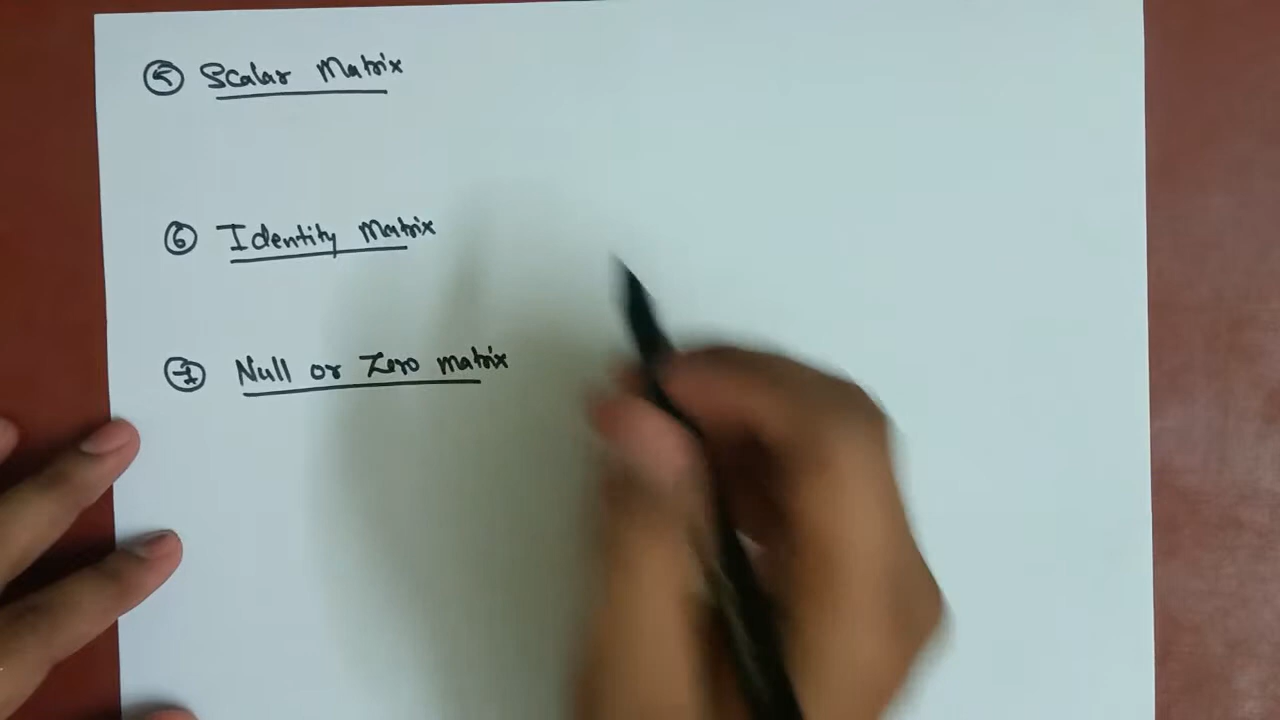 ⑤ Scalar Matrix
⑥ Identity Matrix
⑦ Null or Zero matrix